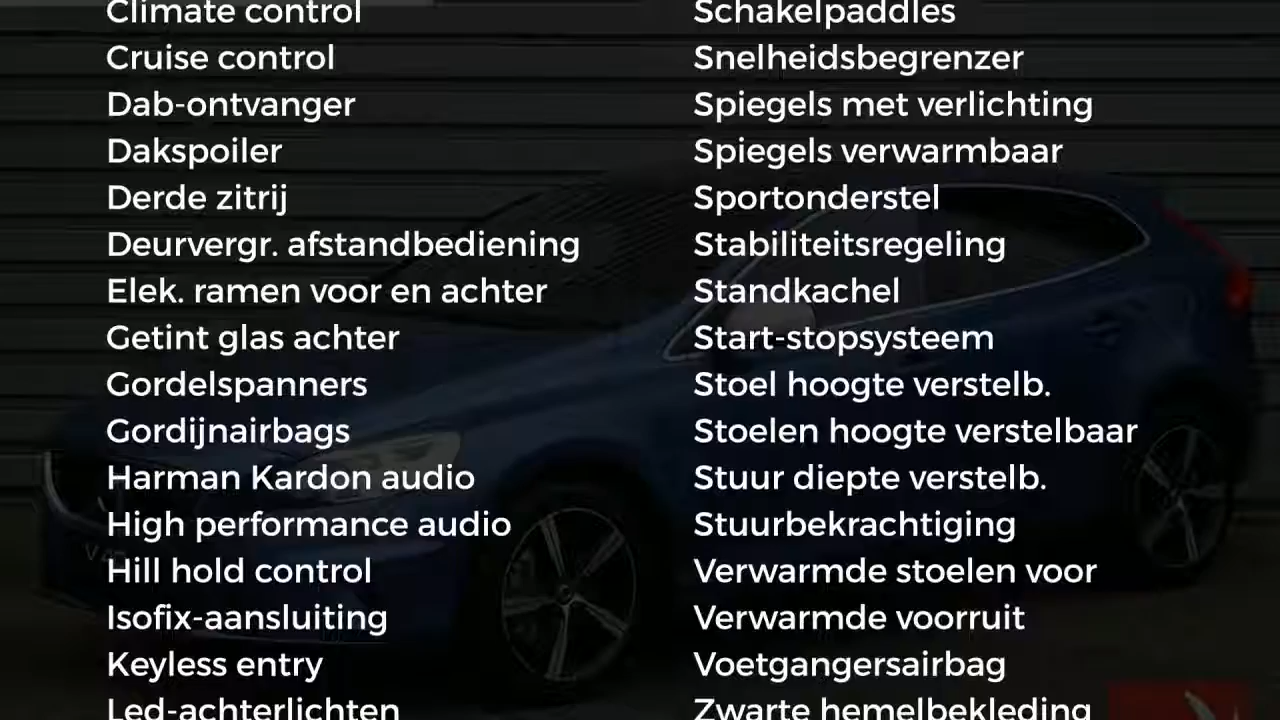 Climate control
Cruise control
Dab-ontvanger
Dakspoiler
Derde zitrij
Deurvergr. afstandbediening
Elek. ramen voor en achter
Getint glas achter
Gordelspanners
Gordijnairbags
Harman Kardon audio
High performance audio
Hill hold control
Isofix-aansluiting
Keyless entry
Led-achterlichten
Schakelpaddles
Snelheidsbegrenzer
Spiegels met verlichting
Spiegels verwarmbaar
Sportonderstel
Stabiliteitsregeling
Standkachel
Start-stopsysteem
Stoel hoogte verstelb.
Stoelen hoogte verstelbaar
Stuur diepte verstelb.
Stuurbekrachtiging
Verwarmde stoelen voor
Verwarmde voorruit
Voetgangersairbag
Zwarte hemelbekleding